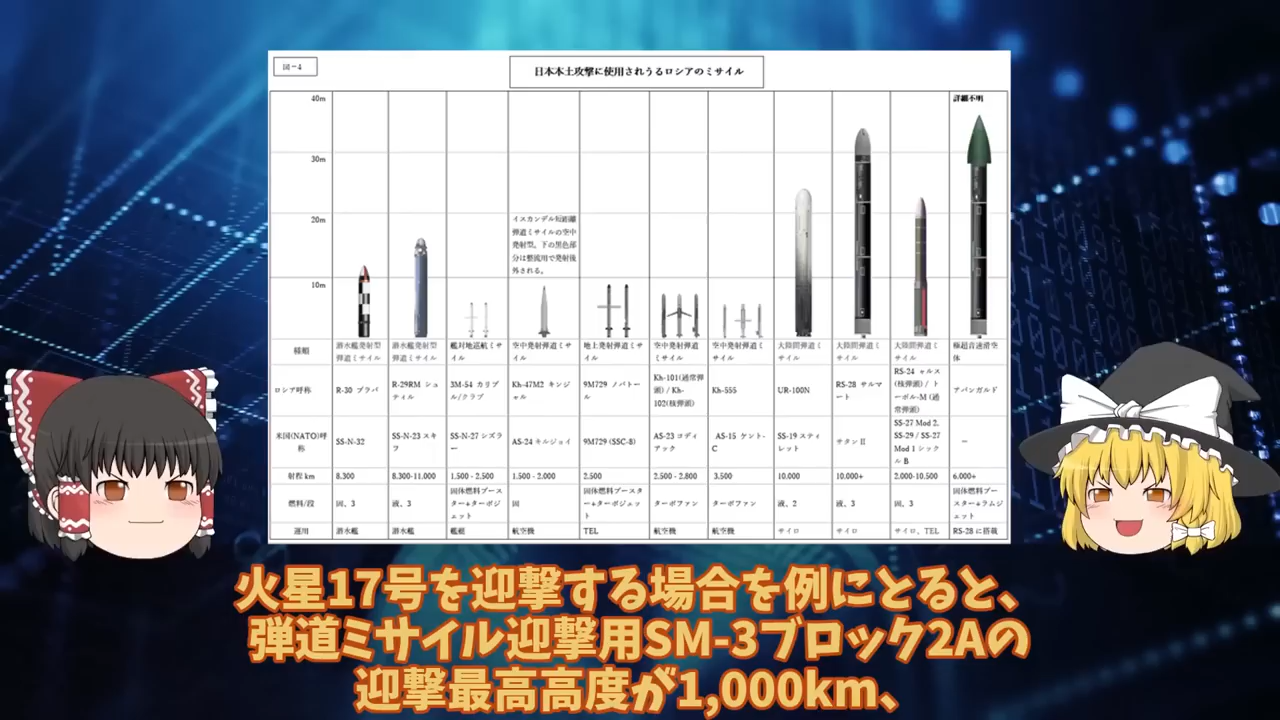 図-4
日本本土攻撃に使用されうるロシアのミサイル
40m
30m
20m
10m
詳細不明
イスカンデル短距離
弾道ミサイルの空中
発射型。下の黒色部
分は整流用で発射後
外される。
種類
潜水艦発射型
弾道ミサイル
潜水艦発射型
弾道ミサイル
艦対地巡航ミサ
イル
空中発射弾道ミ
サイル
地上発射弾道ミ
サイル
空中発射弾道
ミサイル
空中発射弾道ミ
サイル
大陸間弾道ミ
サイル
大陸間弾道ミ
サイル
大陸間弾道ミ
サイル
極超音速滑空
体
ロシア呼称
R-30 ブラバ
R-29RM シュ
ティル
3M-54 カリブ
ル/クラブ
Kh-47M2 キンジ
ャル
9M729 ノバトー
ル
Kh-101(通常弾
頭) / Kh-
102(核弾頭)
Kh-555
UR-100N
RS-28 サルマ
ート
RS-24 ヤルス
(核弾頭) / ト
ーポル-M (通
常弾頭)
アバンガルド
米国(NATO)呼
称
SS-N-32
SS-N-23 スキ
フ
SS-N-27 シズラ
ー
AS-24 キルジョイ
9M729 (SSC-8)
AS-23 コディ
アック
AS-15 ケント-
C
SS-19 スティ
レット
サタンⅡ
SS-27 Mod 2,
SS-29 / SS-27
Mod 1 シック
ル B
－
射程 km
8.300
8.300-11.000
1.500 - 2.500
1.500 - 2.000
2.500
2.500 - 2.800
3.500
10.000
10.000+
2.000-10.500
6.000+
燃料/段
固、3
液、3
固体燃料ブース
ター+ターボジ
ェット
固
固体燃料ブースタ
ー+ターボジェッ
ト
ターボファン
ターボファン
液、2
液、3
固、3
固体燃料ブー
スター+ラムジ
ェット
運用
潜水艦
潜水艦
艦艇
航空機
TEL
航空機
航空機
サイロ
サイロ
サイロ、TEL
RS-28 に搭載
火星17号を迎撃する場合を例にとると、
弾道ミサイル迎撃用SM-3ブロック2Aの
迎撃最高高度が1,000km、